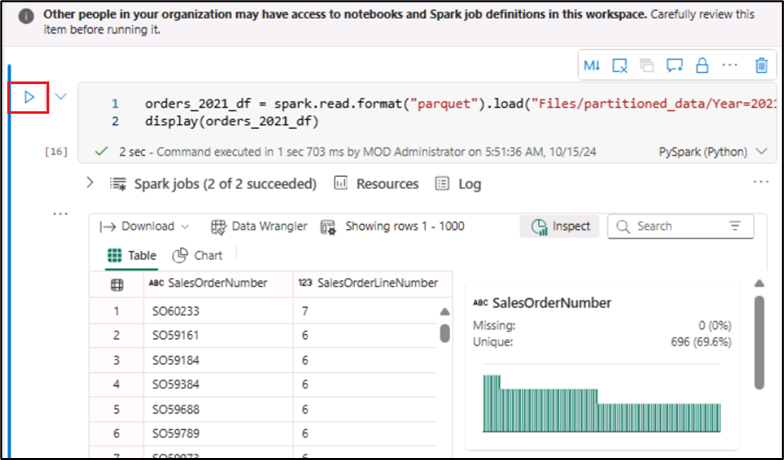 Other people in your organization may have access to notebooks and Spark job definitions in this workspace. Carefully review this
item before running it.
M↓
1 orders_2021_df = spark.read.format("parquet").load("Files/partitioned_data/Year=202
2 display(orders_2021_df)
[16] 2 sec - Command executed in 1 sec 703 ms by MOD Administrator on 5:51:36 AM, 10/15/24 PySpark (Python)
Spark jobs (2 of 2 succeeded) Resources Log
Download Data Wrangler Showing rows 1 - 1000 Inspect Search
Table Chart
ABC SalesOrderNumber 123 SalesOrderLineNumber
1 SO60233 7
2 SO59161 6
3 SO59184 6
4 SO59384 6
5 SO59688 6
6 SO59789 6
ABC SalesOrderNumber
Missing: 0 (0%)
Unique: 696 (69.6%)